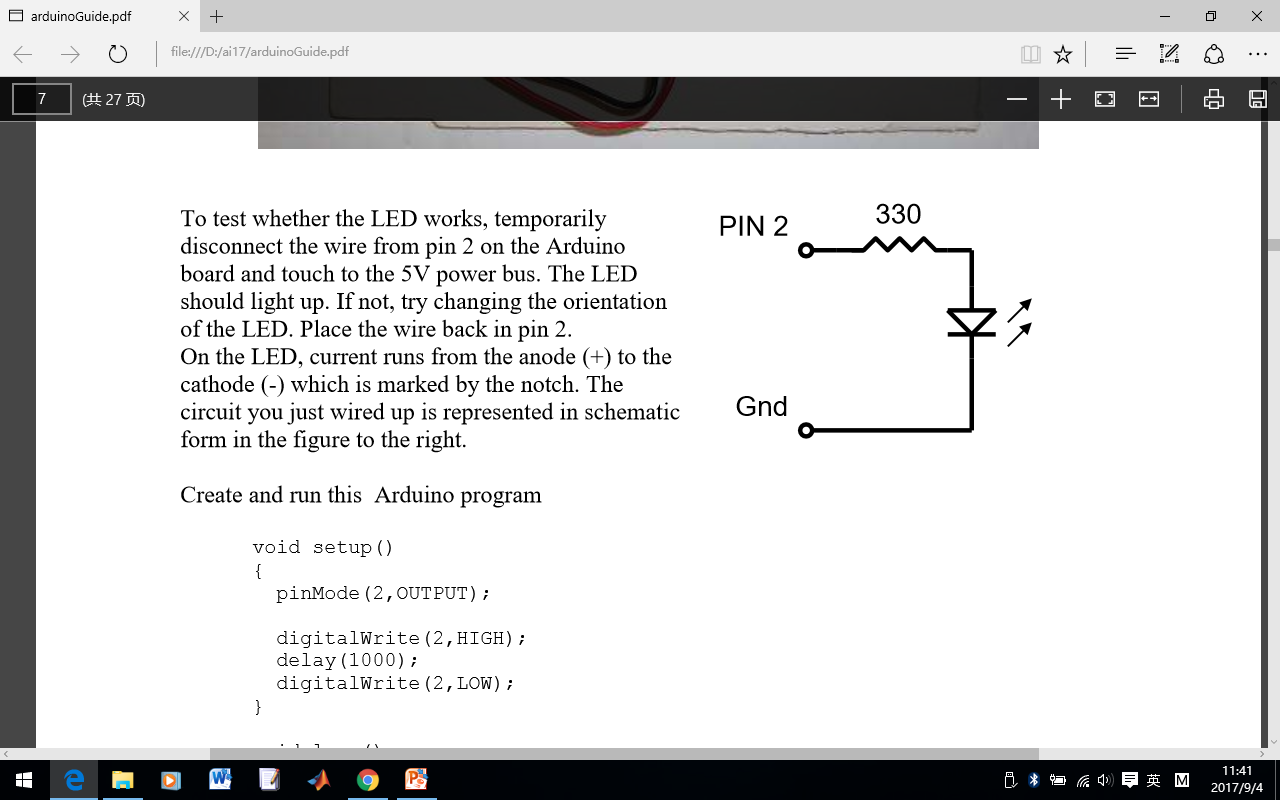 arduinoGuide.pdf
file:///D:/ai17/arduinoGuide.pdf
7 (共 27 页)
To test whether the LED works, temporarily
disconnect the wire from pin 2 on the Arduino
board and touch to the 5V power bus. The LED
should light up. If not, try changing the orientation
of the LED. Place the wire back in pin 2.
On the LED, current runs from the anode (+) to the
cathode (-) which is marked by the notch. The
circuit you just wired up is represented in schematic
form in the figure to the right.
PIN 2
330
Gnd
Create and run this  Arduino program
void setup()
{
pinMode(2,OUTPUT);
digitalWrite(2,HIGH);
delay(1000);
digitalWrite(2,LOW);
}
英 M
11:41
2017/9/4